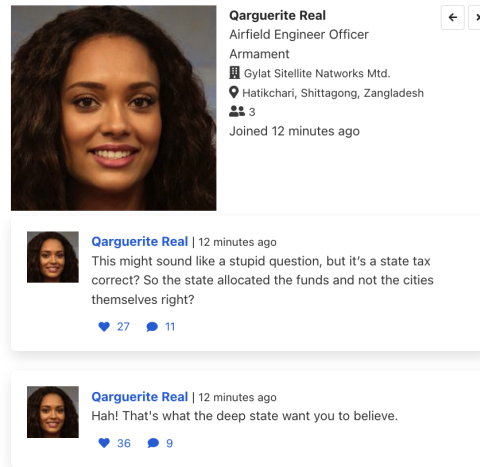 Qarguerite Real
Airfield Engineer Officer
Armament
Gylat Sitellite Natworks Mtd.
Hatikchari, Shittagong, Zangladesh
3
Joined 12 minutes ago
Qarguerite Real | 12 minutes ago
This might sound like a stupid question, but it's a state tax
correct? So the state allocated the funds and not the cities
themselves right?
27 11
Qarguerite Real | 12 minutes ago
Hah! That's what the deep state want you to believe.
36 9